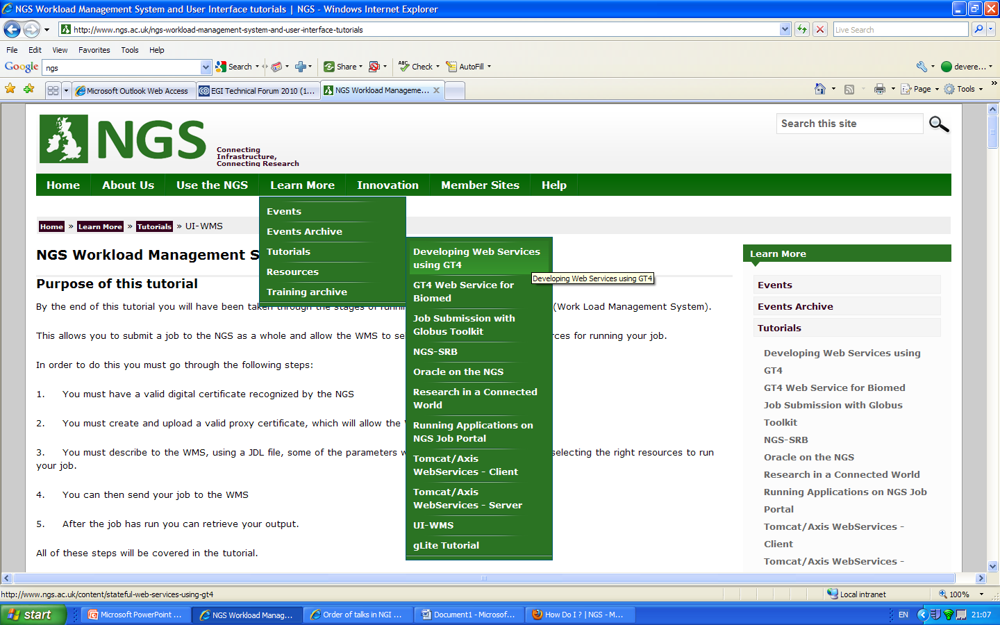 NGS Workload Management System and User Interface tutorials | NGS - Windows Internet Explorer
http://www.ngs.ac.uk/ngs-workload-management-system-and-user-interface-tutorials
Live Search
File Edit View Favorites Tools Help
Google ngs Search Share ABC Check AutoFill devere...
Microsoft Outlook Web Access EGI Technical Forum 2010 (1... NGS Workload Manageme... Page Tools
NGS
Connecting
Infrastructure,
Connecting Research
Search this site
Home About Us Use the NGS Learn More Innovation Member Sites Help
Events
Events Archive
Tutorials
Resources
Training archive
Developing Web Services
using GT4
GT4 Web Service for
Biomed
Job Submission with
Globus Toolkit
NGS-SRB
Oracle on the NGS
Research in a Connected
World
Running Applications on
NGS Job Portal
Tomcat/Axis
WebServices - Client
Tomcat/Axis
WebServices - Server
UI-WMS
gLite Tutorial
Developing Web Services using GT4
Home » Learn More » Tutorials » UI-WMS
NGS Workload Management S
Purpose of this tutorial
By the end of this tutorial you will have been taken through the stages of running (Work Load Management System).
This allows you to submit a job to the NGS as a whole and allow the WMS to se rces for running your job.
In order to do this you must go through the following steps:
1. You must have a valid digital certificate recognized by the NGS
2. You must create and upload a valid proxy certificate, which will allow the
3. You must describe to the WMS, using a JDL file, some of the parameters w selecting the right resources to run
your job.
4. You can then send your job to the WMS
5. After the job has run you can retrieve your output.
All of these steps will be covered in the tutorial.
Learn More
Events
Events Archive
Tutorials
Developing Web Services using
GT4
GT4 Web Service for Biomed
Job Submission with Globus
Toolkit
NGS-SRB
Oracle on the NGS
Research in a Connected World
Running Applications on NGS Job
Portal
Tomcat/Axis WebServices -
Client
Tomcat/Axis WebServices -
http://www.ngs.ac.uk/content/stateful-web-services-using-gt4 Local intranet 100%
start Microsoft PowerPoint ... NGS Workload Manag... Order of talks in NGI ... Document1 - Microsof... How Do I ? | NGS - M... EN 21:07